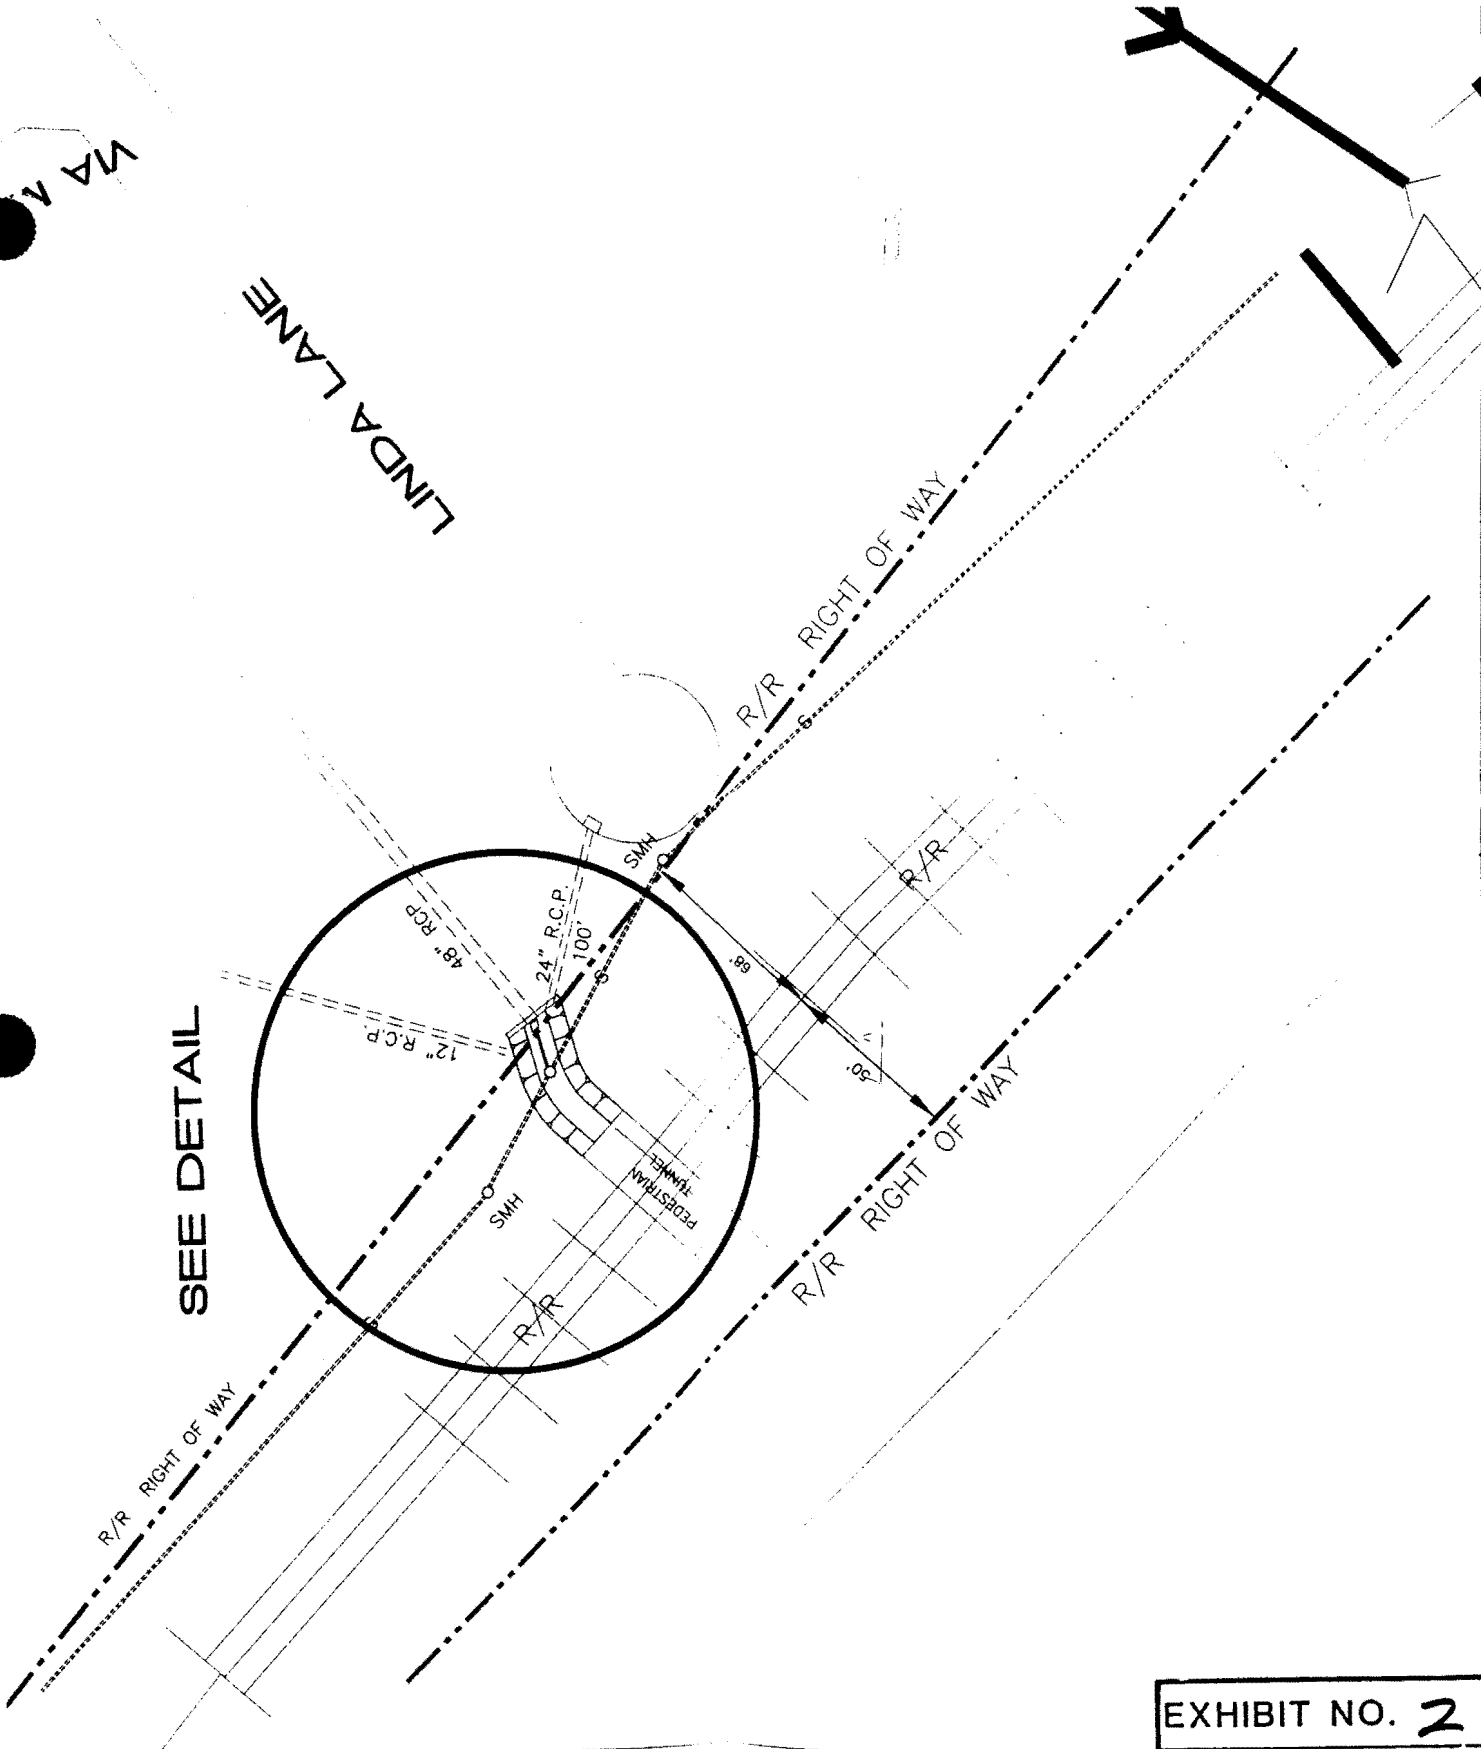 VIA
LINDA LANE
R/R RIGHT OF WAY
S
SMH
R/R
48" RCP
24" R.C.P.
100'
S
12" R.C.P.
68'
50'
SEE DETAIL
PEDESTRIAN
TUNNEL
SMH
R/R RIGHT OF WAY
R/R
S
R/R RIGHT OF WAY
EXHIBIT NO. 2